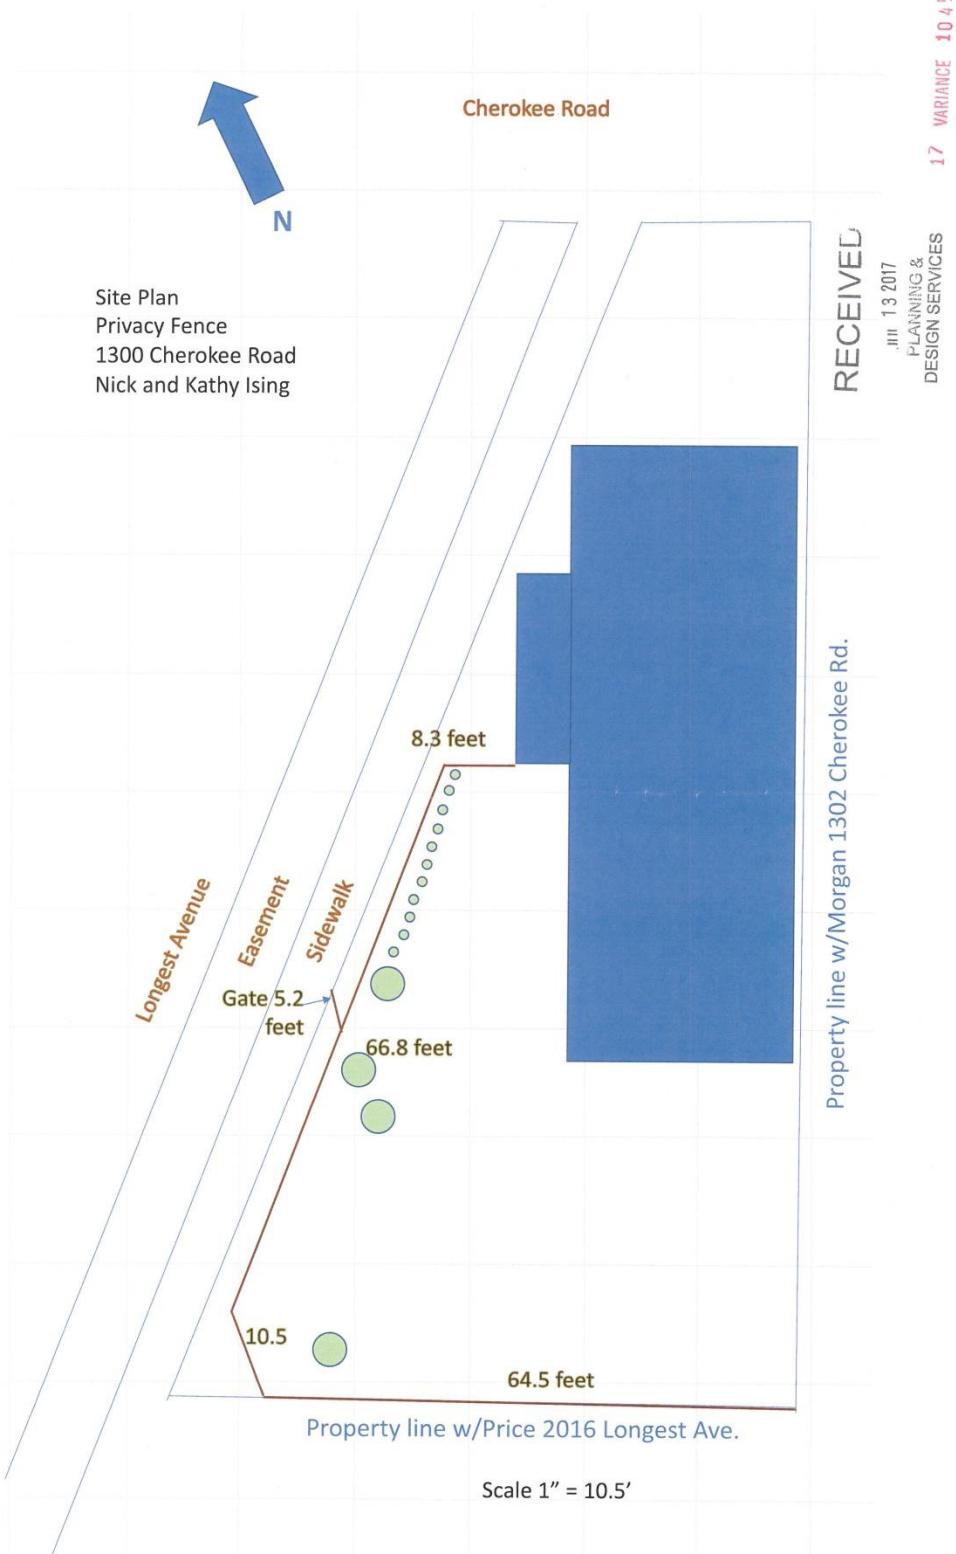 17 VARIANCE 104
Cherokee Road
N
RECEIVED
13 2017
PLANNING &
DESIGN SERVICES
Site Plan
Privacy Fence
1300 Cherokee Road
Nick and Kathy Ising
8.3 feet
Property line w/Morgan 1302 Cherokee Rd.
Longest Avenue
Easement
Sidewalk
Gate 5.2
feet
66.8 feet
10.5
64.5 feet
Property line w/Price 2016 Longest Ave.
Scale 1” = 10.5’